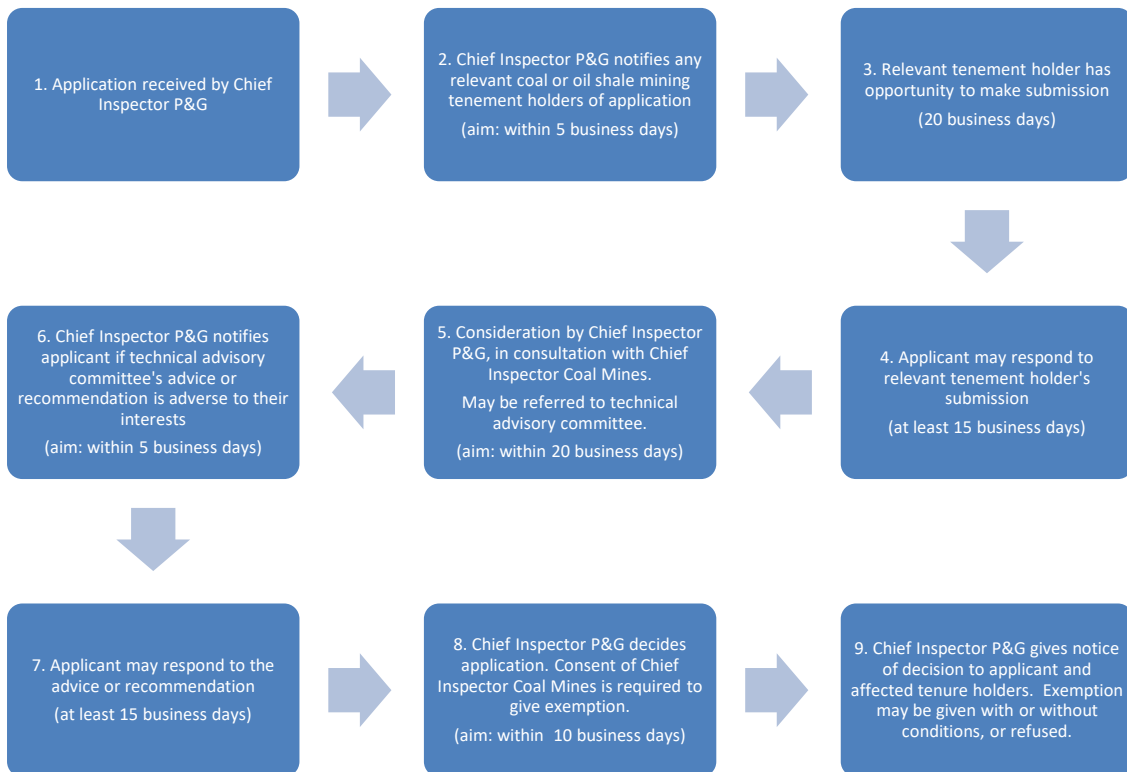 1. Application received by Chief
Inspector P&G
2. Chief Inspector P&G notifies any
relevant coal or oil shale mining
tenement holders of application
(aim: within 5 business days)
3. Relevant tenement holder has
opportunity to make submission
(20 business days)
4. Applicant may respond to
relevant tenement holder's
submission
(at least 15 business days)
5. Consideration by Chief Inspector
P&G, in consultation with Chief
Inspector Coal Mines.
May be referred to technical
advisory committee.
(aim: within 20 business days)
6. Chief Inspector P&G notifies
applicant if technical advisory
committee's advice or
recommendation is adverse to their
interests
(aim: within 5 business days)
7. Applicant may respond to the
advice or recommendation
(at least 15 business days)
8. Chief Inspector P&G decides
application. Consent of Chief
Inspector Coal Mines is required to
give exemption.
(aim: within  10 business days)
9. Chief Inspector P&G gives notice
of decision to applicant and
affected tenure holders.  Exemption
may be given with or without
conditions, or refused.